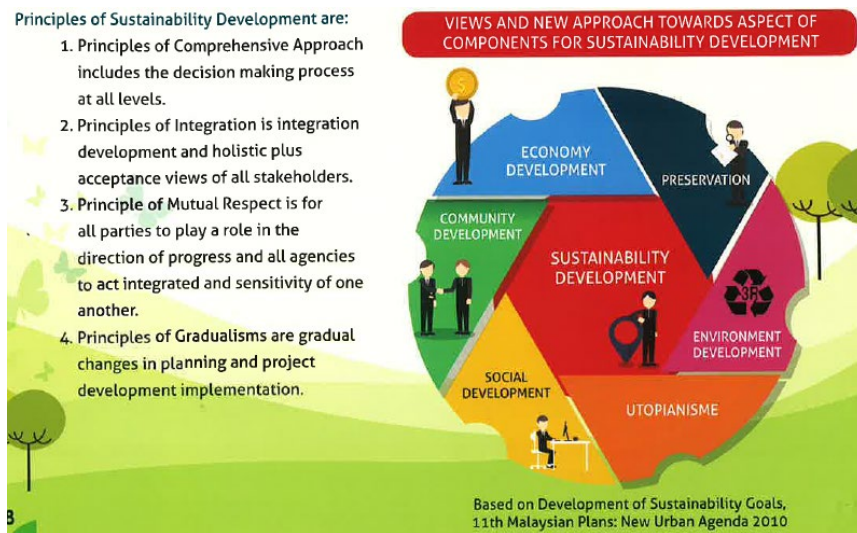 Principles of Sustainability Development are:
1. Principles of Comprehensive Approach
includes the decision making process
at all levels.
2. Principles of Integration is integration
development and holistic plus
acceptance views of all stakeholders.
3. Principle of Mutual Respect is for
all parties to play a role in the
direction of progress and all agencies
to act integrated and sensitivity of one
another.
4. Principles of Gradualisms are gradual
changes in planning and project
development implementation.
VIEWS AND NEW APPROACH TOWARDS ASPECT OF
COMPONENTS FOR SUSTAINABILITY DEVELOPMENT
$
ECONOMY
DEVELOPMENT
PRESERVATION
COMMUNITY
DEVELOPMENT
SUSTAINABILITY
DEVELOPMENT
3R
ENVIRONMENT
DEVELOPMENT
SOCIAL
DEVELOPMENT
UTOPIANISME
Based on Development of Sustainability Goals,
11th Malaysian Plans: New Urban Agenda 2010